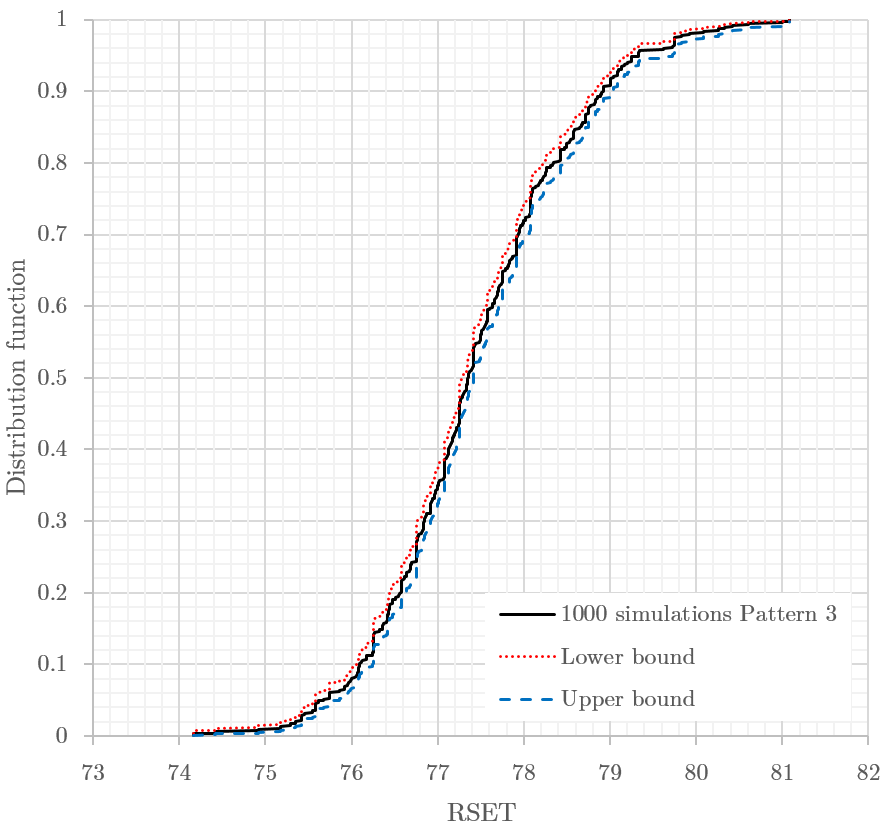 1
0.9
0.8
0.7
0.6
0.5
0.4
0.3
0.2
0.1
0
Distribution function
1000 simulations Pattern 3
Lower bound
Upper bound
73 74 75 76 77 78 79 80 81 82
RSET